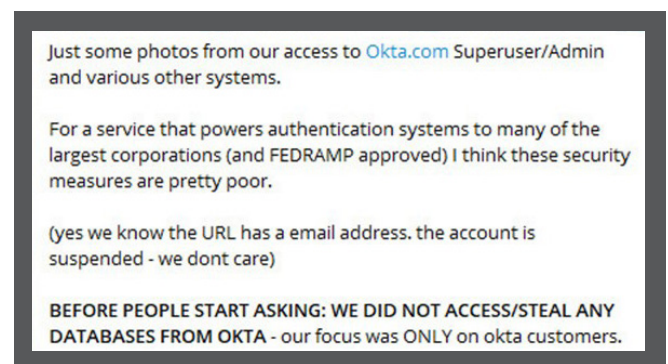 Just some photos from our access to Okta.com Superuser/Admin
and various other systems.
For a service that powers authentication systems to many of the
largest corporations (and FEDRAMP approved) I think these security
measures are pretty poor.
(yes we know the URL has a email address. the account is
suspended - we dont care)
BEFORE PEOPLE START ASKING: WE DID NOT ACCESS/STEAL ANY
DATABASES FROM OKTA - our focus was ONLY on okta customers.